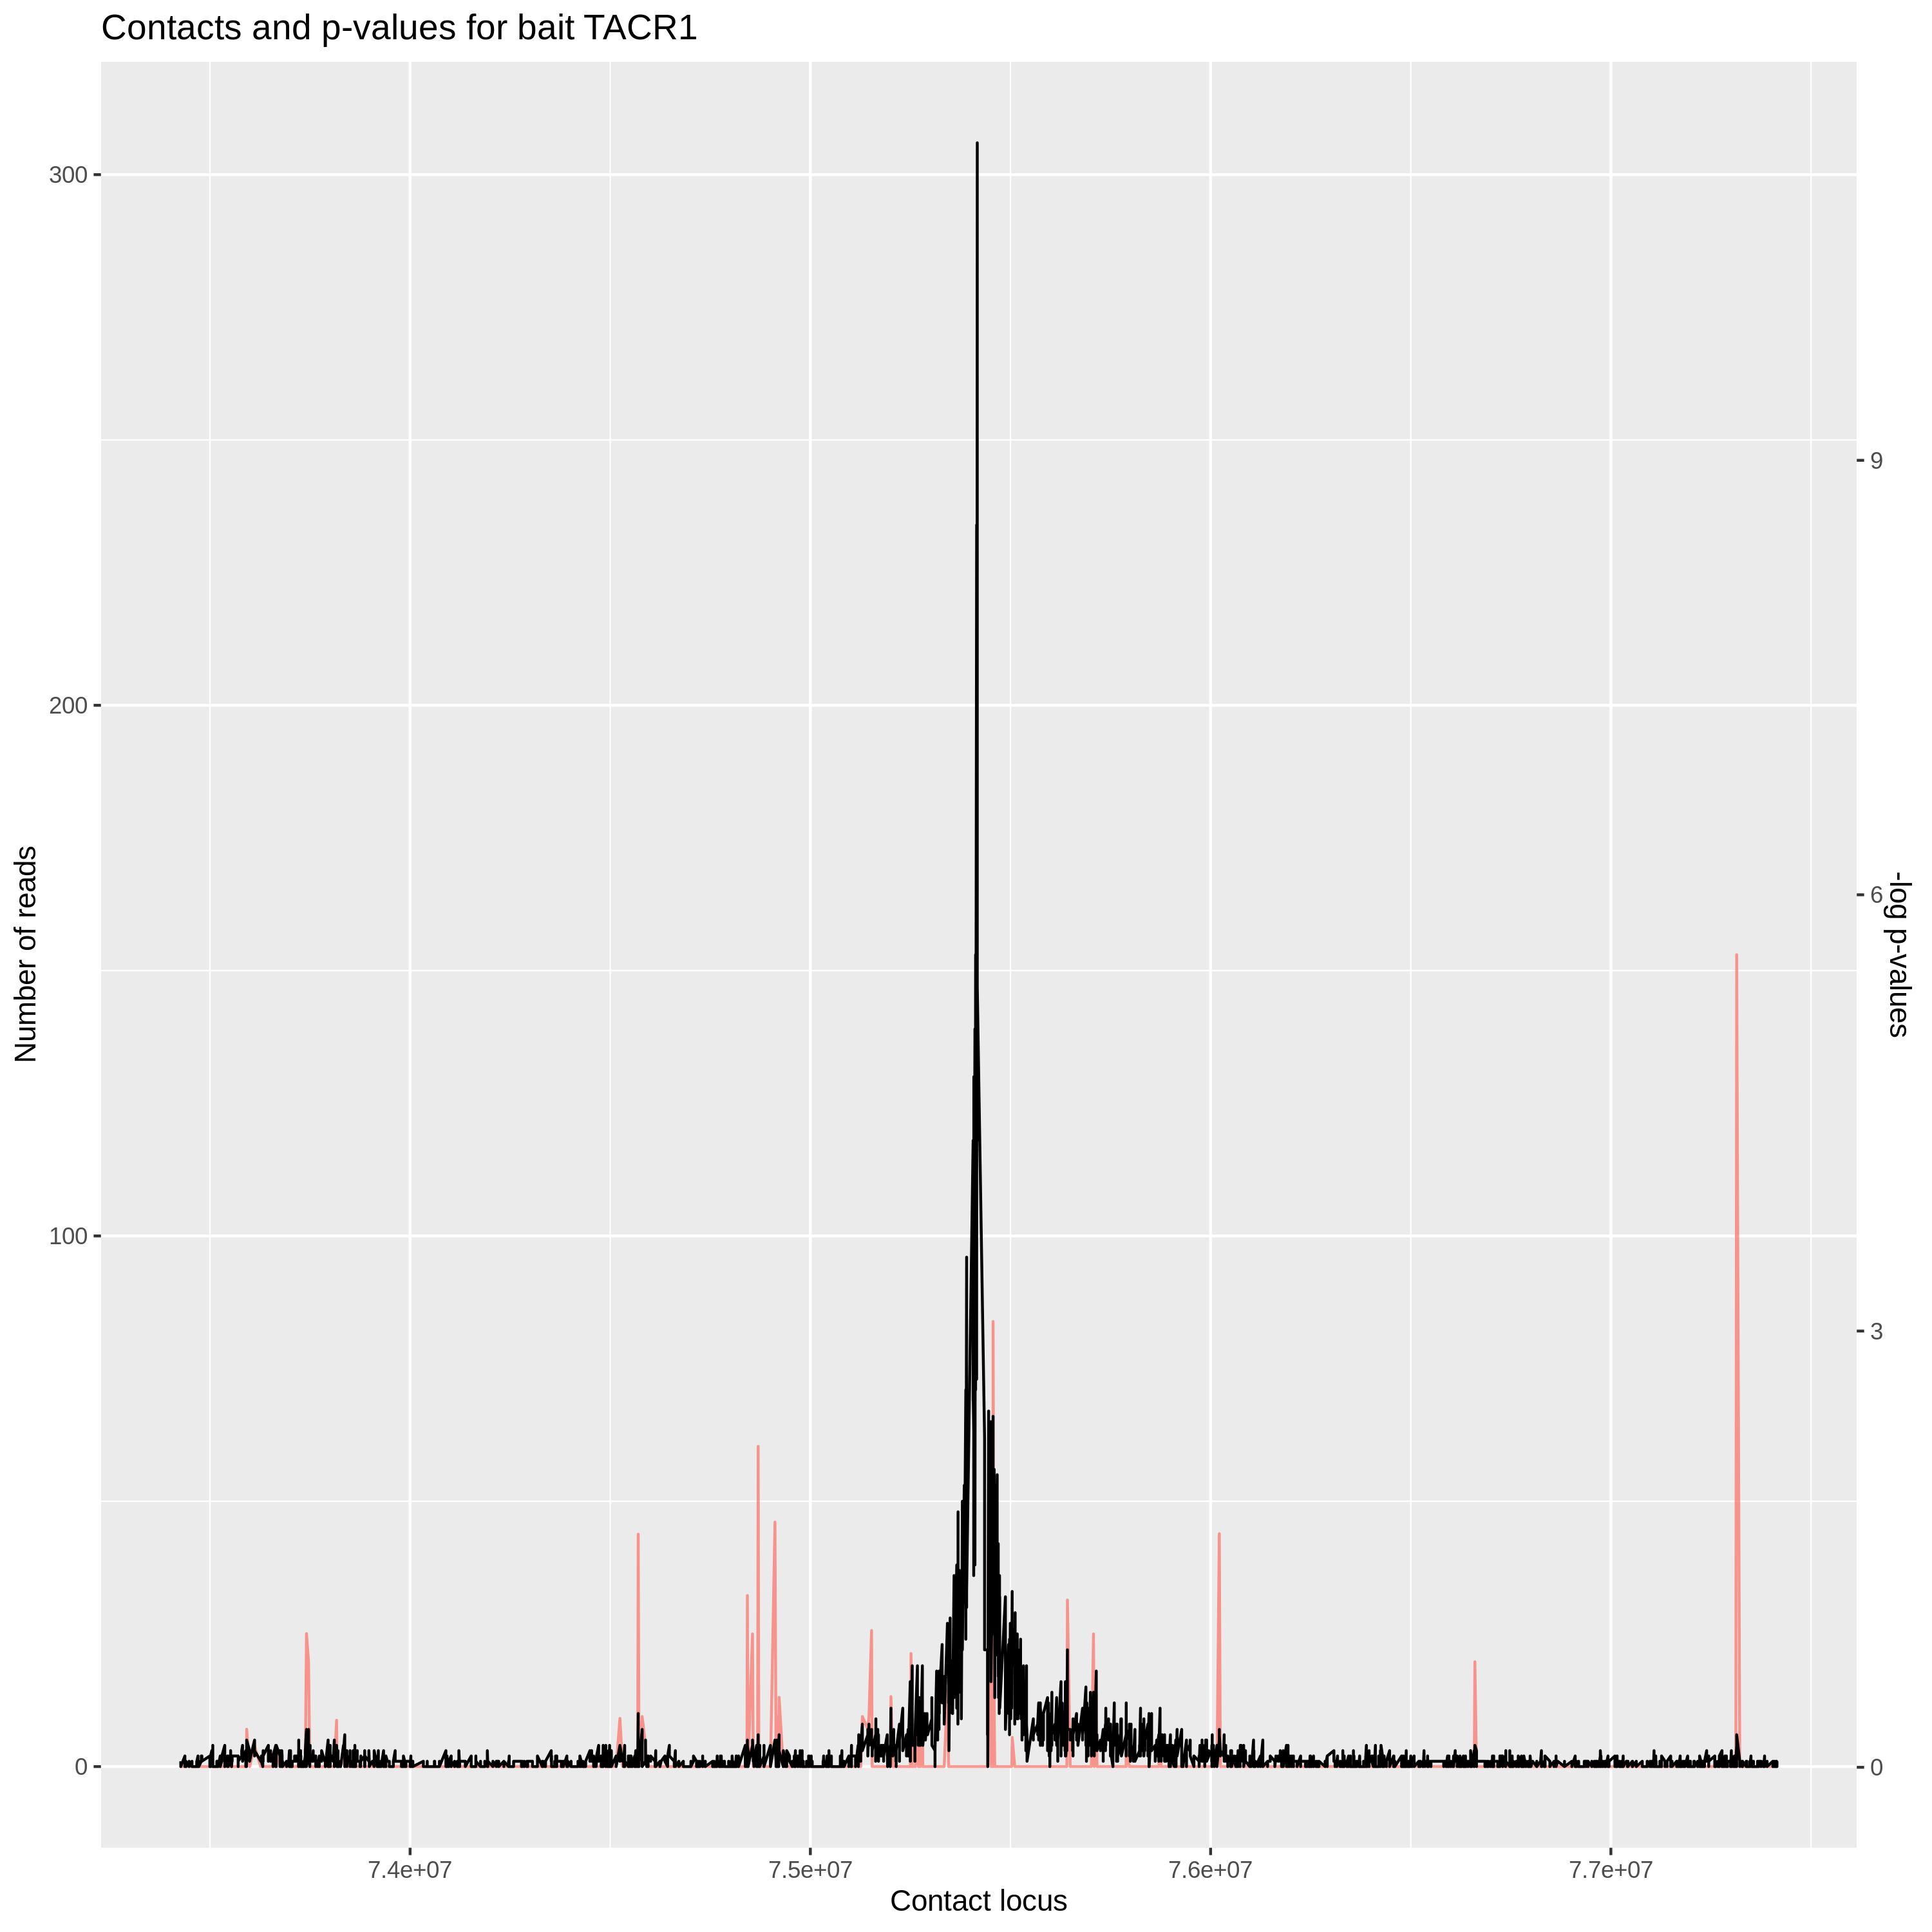 Contacts and p-values for bait TACR1
300
200
100
0
Number of reads
9
6
3
0
-log p-values
7.4e+07
7.5e+07
7.6e+07
7.7e+07
Contact locus